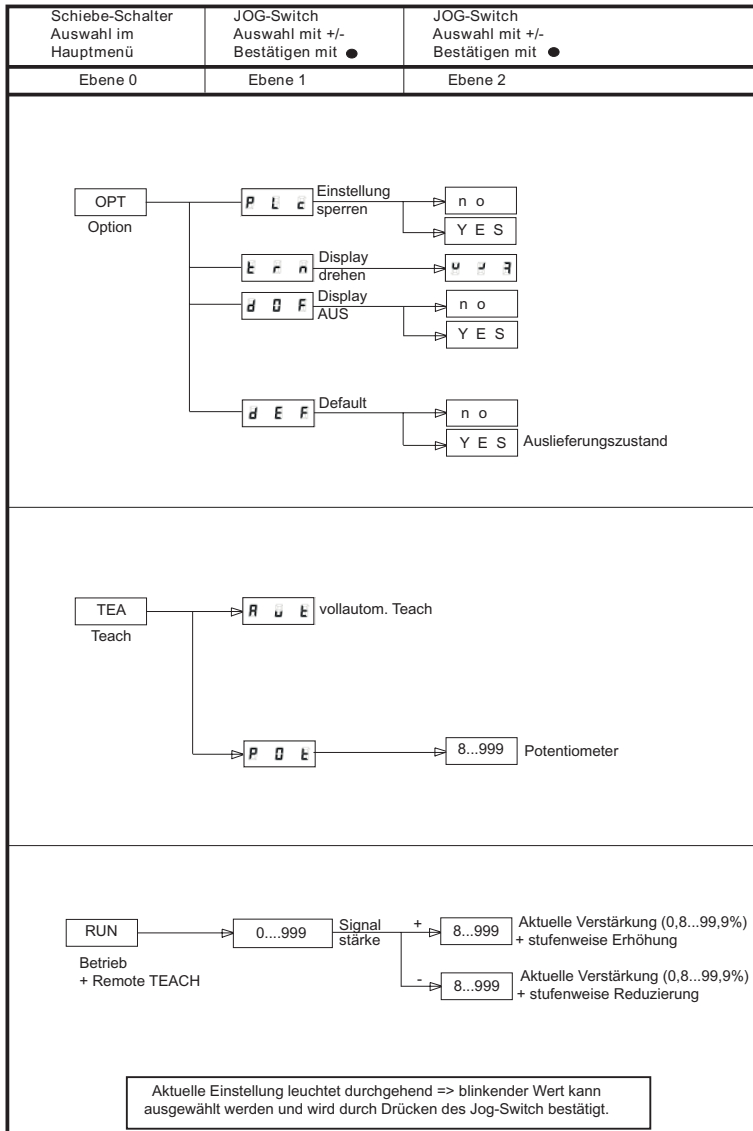 Schiebe-Schalter
Auswahl im
Hauptmenü
JOG-Switch
Auswahl mit +/-
Bestätigen mit ●
JOG-Switch
Auswahl mit +/-
Bestätigen mit ●
Ebene 0
Ebene 1
Ebene 2
OPT
Option
P L c
Einstellung
sperren
n o
Y E S
t r n
Display
drehen
d O F
Display
AUS
n o
Y E S
d E F
Default
n o
Y E S
Auslieferungszustand
TEA
Teach
A u t
vollautom. Teach
P. O t
8...999
Potentiometer
RUN
Betrieb
+ Remote TEACH
0....999
Signal
stärke
+
8...999
Aktuelle Verstärkung (0,8...99,9%)
+ stufenweise Erhöhung
-
8...999
Aktuelle Verstärkung (0,8...99,9%)
+ stufenweise Reduzierung
Aktuelle Einstellung leuchtet durchgehend => blinkender Wert kann
ausgewählt werden und wird durch Drücken des Jog-Switch bestätigt.